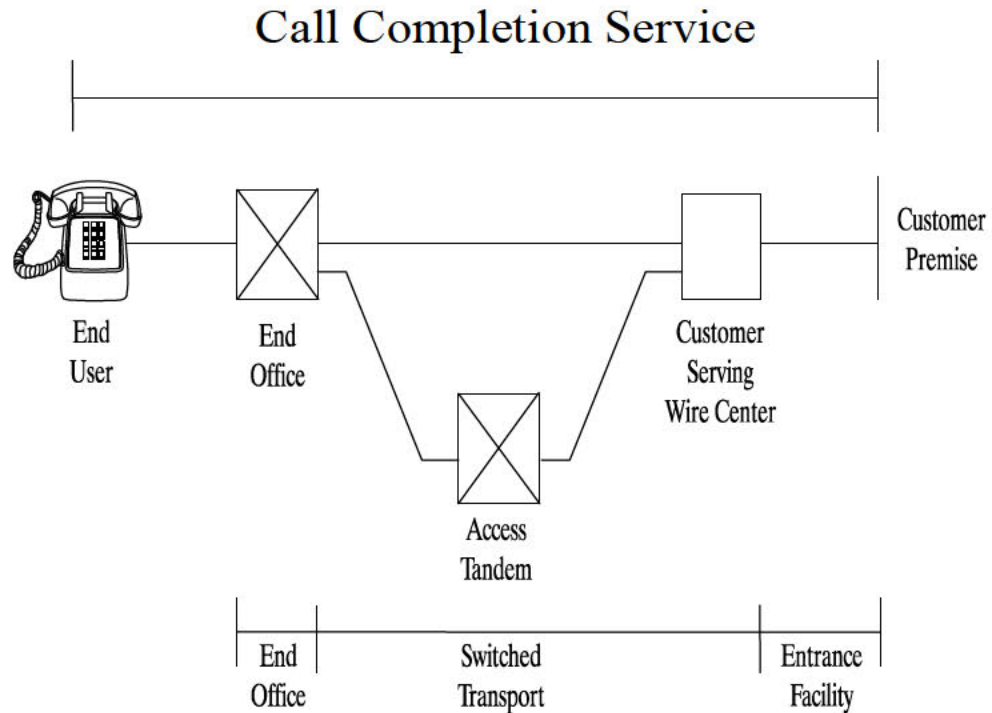 Call Completion Service
Customer
Premise
End
User
End
Office
Customer
Serving
Wire Center
Access
Tandem
End
Office
Switched
Transport
Entrance
Facility